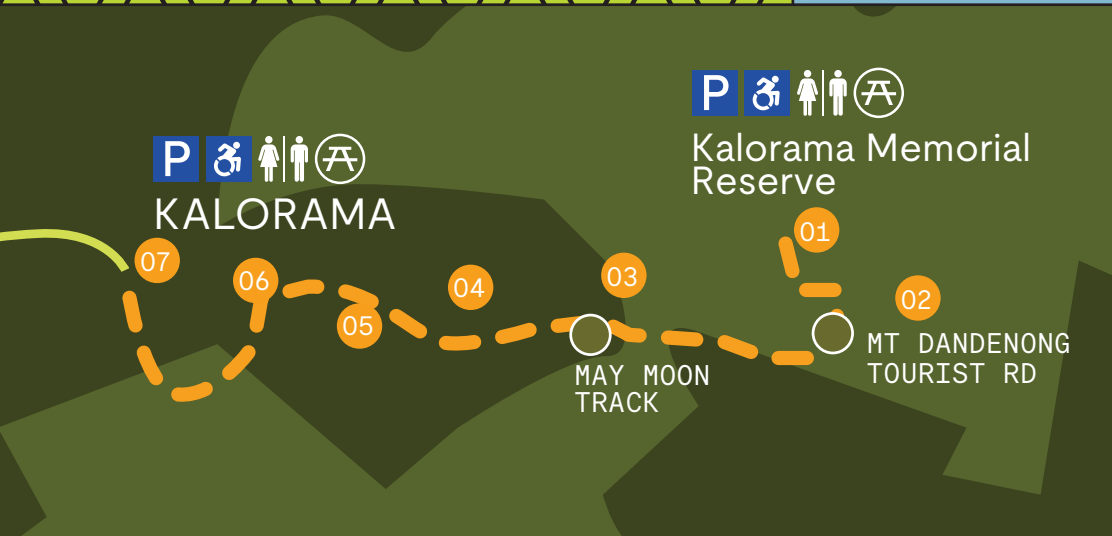 P
Kalorama Memorial
Reserve
P
KALORAMA
01
07
06
04
03
02
05
MT DANDENONG
TOURIST RD
MAY MOON
TRACK